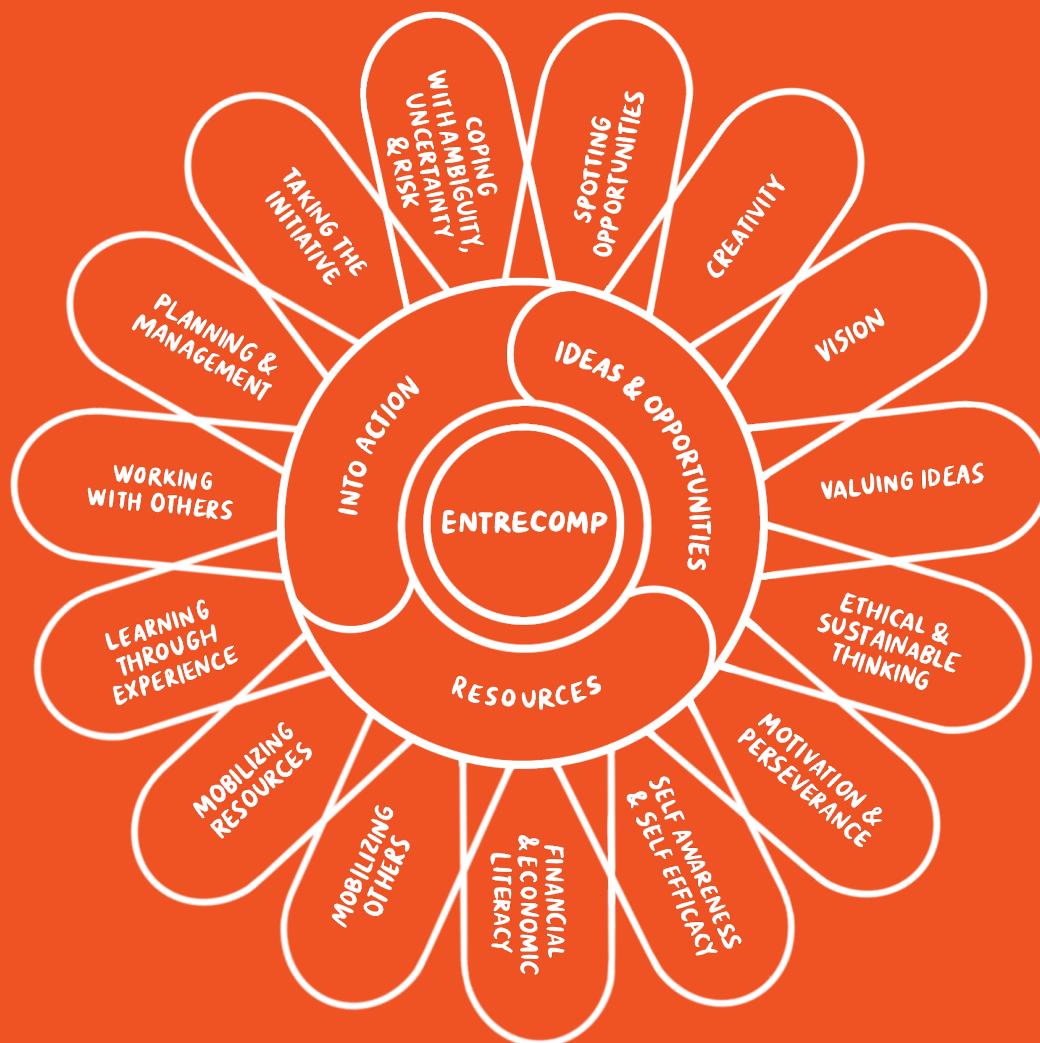 ENTRECOMP
IDEAS & OPPORTUNITIES
RESOURCES
INTO ACTION
SPOTTING
OPPORTUNITIES
CREATIVITY
VISION
VALUING IDEAS
ETHICAL &
SUSTAINABLE
THINKING
MOTIVATION &
PERSEVERANCE
SELF AWARENESS
& SELF EFFICACY
FINANCIAL
& ECONOMIC
LITERACY
MOBILIZING
OTHERS
MOBILIZING
RESOURCES
LEARNING
THROUGH
EXPERIENCE
WORKING
WITH OTHERS
PLANNING &
MANAGEMENT
TAKING THE
INITIATIVE
COPING
WITH AMBIGUITY,
UNCERTAINTY
& RISK